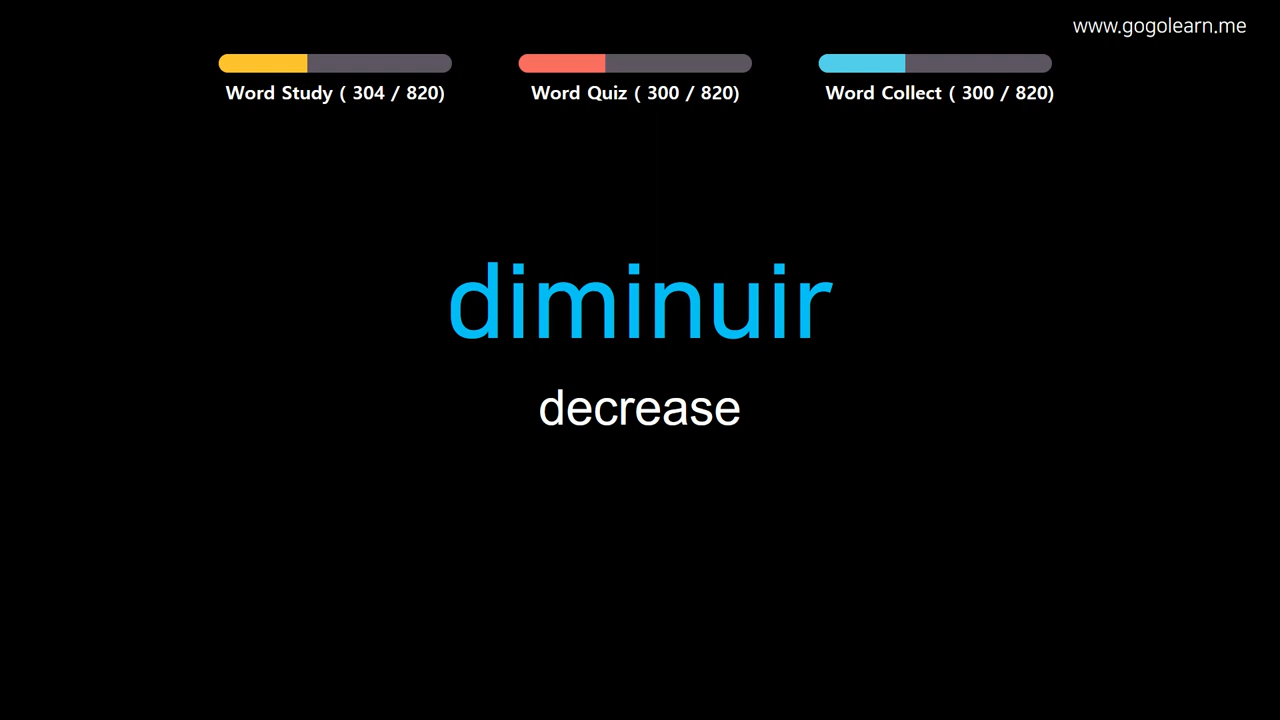 www.gogolearn.me
Word Study ( 304 / 820)
Word Quiz ( 300 / 820)
Word Collect ( 300 / 820)
diminuir
decrease